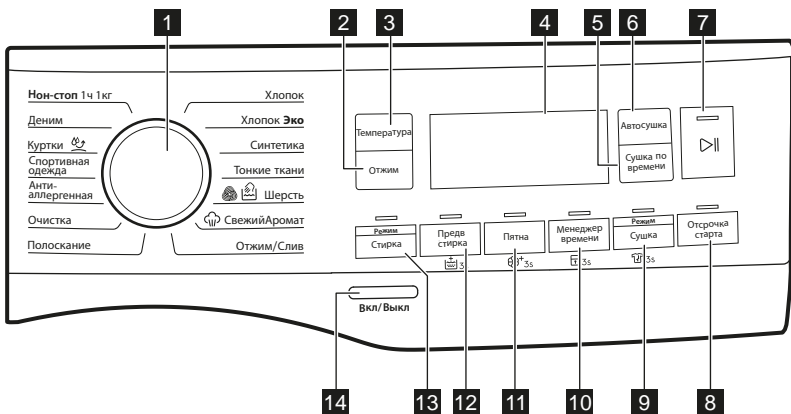 1
2
3
4
5
6
7
Нон-стоп 1ч 1кг
Деним
Куртки
Спортивная
одежда
Анти-
аллергенная
Очистка
Полоскание
Хлопок
Хлопок Эко
Синтетика
Тонкие ткани
Шерсть
СвежийАромат
Отжим/Слив
Температура
Отжим
Автосушка
Сушка по
времени
Режим
Стирка
Предв
стирка
3
Пятна
3s
Менеджер
времени
3s
Режим
Сушка
3s
Отсрочка
старта
Вкл/Выкл
14
13
12
11
10
9
8